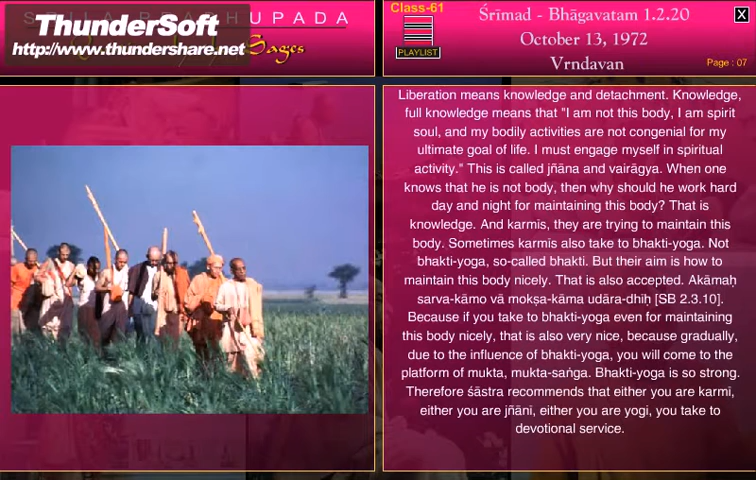 S R I L A P R A B H U P A D A
ThunderSoft
http://www.thundershare.net
Sages
Class-61
PLAYLIST
Śrīmad - Bhāgavatam 1.2.20
October 13, 1972
Vrndavan
X
Page : 07
Liberation means knowledge and detachment. Knowledge,
full knowledge means that "I am not this body, I am spirit
soul, and my bodily activities are not congenial for my
ultimate goal of life. I must engage myself in spiritual
activity." This is called jñāna and vairāgya. When one
knows that he is not body, then why should he work hard
day and night for maintaining this body? That is
knowledge. And karmīs, they are trying to maintain this
body. Sometimes karmīs also take to bhakti-yoga. Not
bhakti-yoga, so-called bhakti. But their aim is how to
maintain this body nicely. That is also accepted. Akāmaḥ
sarva-kāmo vā mokṣa-kāma udāra-dhīḥ [SB 2.3.10].
Because if you take to bhakti-yoga even for maintaining
this body nicely, that is also very nice, because gradually,
due to the influence of bhakti-yoga, you will come to the
platform of mukta, mukta-saṅga. Bhakti-yoga is so strong.
Therefore śāstra recommends that either you are karmī,
either you are jñānī, either you are yogi, you take to
devotional service.